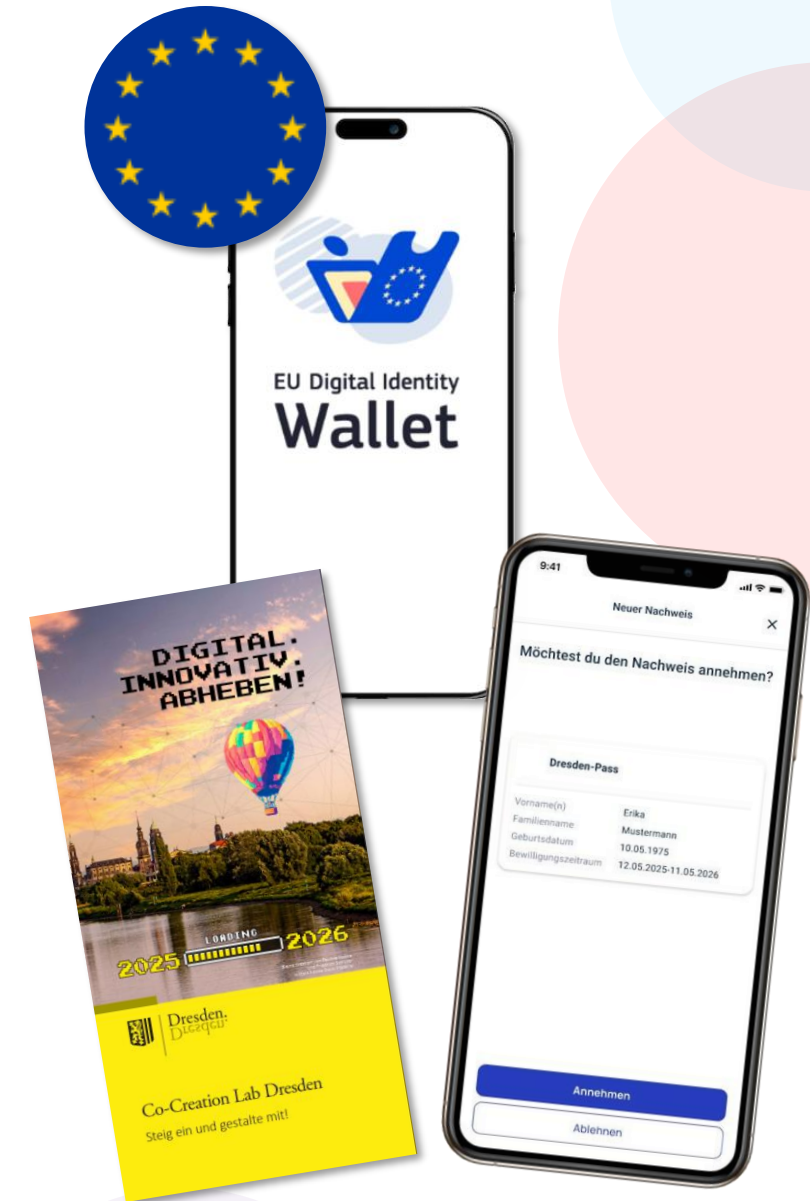 EU Digital Identity
Wallet
DIGITAL.
INNOVATIV.
ABHEBEN!
LOADING
2025 2026
Dresden.
Dresden.
Co-Creation Lab Dresden
Steig ein und gestalte mit!
9:41
Neuer Nachweis
Möchtest du den Nachweis annehmen?
Dresden-Pass
Vorname(n) Erika
Familienname Mustermann
Geburtsdatum 10.05.1975
Bewilligungszeitraum 12.05.2025-11.05.2026
Annehmen
Ablehnen